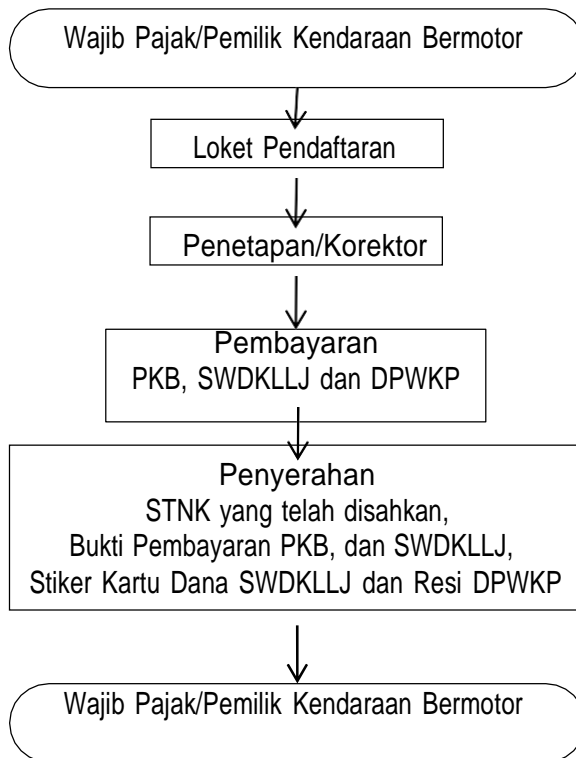 Wajib Pajak/Pemilik Kendaraan Bermotor
Loket Pendaftaran
Penetapan/Korektor
Pembayaran
PKB, SWDKLLJ dan DPWKP
Penyerahan
STNK yang telah disahkan,
Bukti Pembayaran PKB, dan SWDKLLJ,
Stiker Kartu Dana SWDKLLJ dan Resi DPWKP
Wajib Pajak/Pemilik Kendaraan Bermotor